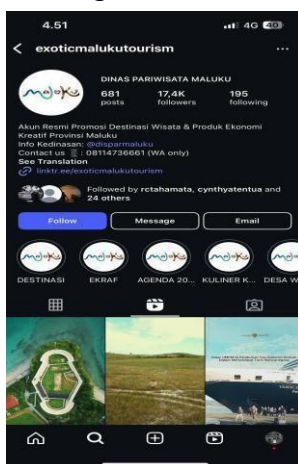 4.51
4G
exoticmalukutourism
maluku
DINAS PARIWISATA MALUKU
681 17,4K 195
posts followers following
Akun Resmi Promosi Destinasi Wisata & Produk Ekonomi
Kreatif Provinsi Maluku
Info Kedinasan: @disparmaluku
Contact us : 08114736661 (WA only)
See Translation
linktr.ee/exoticmalukutourism
Followed by rctahamata, cynthyatentua and
24 others
Follow Message Email
DESTINASI EKRAF AGENDA 20... KULINER K... DESA W